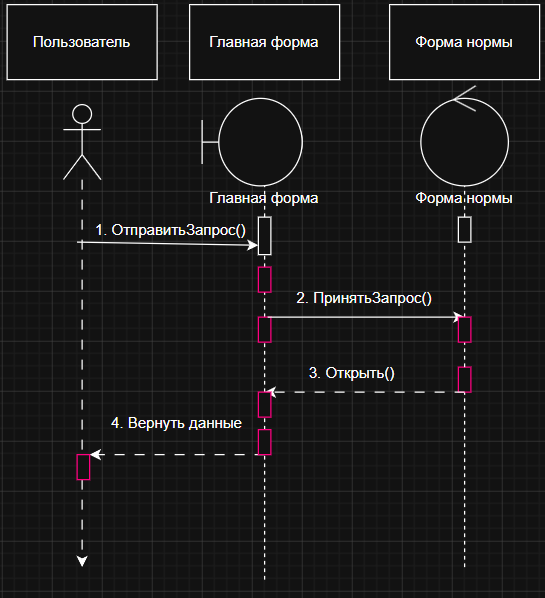 Пользователь
Главная форма
Форма нормы
Главная форма
Форма нормы
1. ОтправитьЗапрос()
2. ПринятьЗапрос()
3. Открыть()
4. Вернуть данные